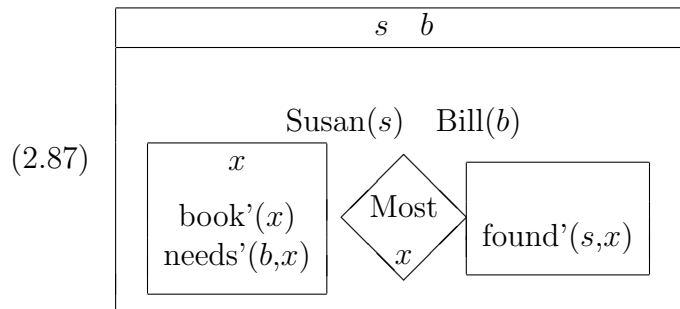 s b
Susan(s) Bill(b)
(2.87)
x
book’(x)
needs’(b,x)
Most
x
found’(s,x)